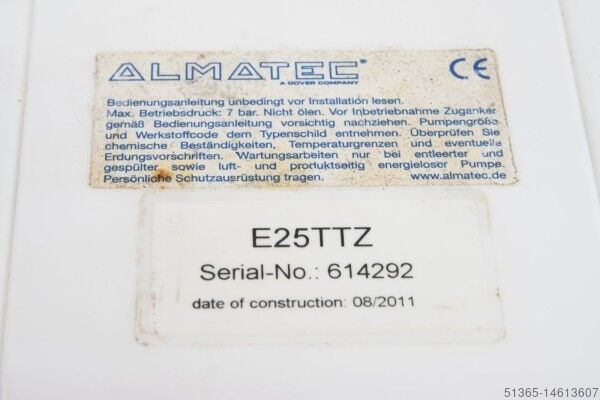 ALMATEC®
A DOVER COMPANY
CE
Bedienungsanleitung unbedingt vor Installation lesen.
Max. Betriebsdruck: 7 bar. Nicht ölen. Vor Inbetriebnahme Zuganker
gemäß Bedienungsanleitung vorsichtig nachziehen. Pumpengröße
und Werkstoffcode dem Typenschild entnehmen. Überprüfen Sie
chemische Beständigkeiten, Temperaturgrenzen und eventuelle
Erdungsvorschriften. Wartungsarbeiten nur bei entleerter und
gespülter sowie luft- und produktseitig energieloser Pumpe.
Persönliche Schutzausrüstung tragen. www.almatec.de
E25TTZ
Serial-No.: 614292
date of construction: 08/2011
51365-14613607